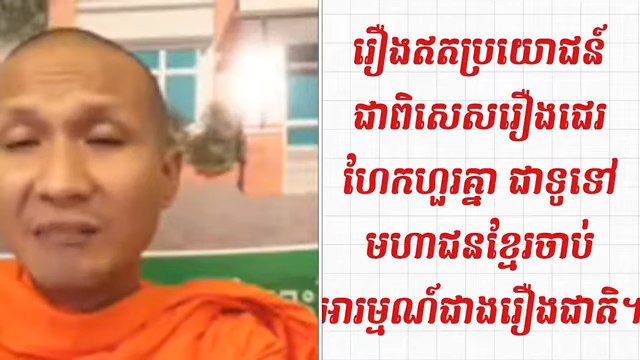 រឿងឥតប្រយោជន៍
ជាពិសេសរឿងជេរ
ហែកហួរគ្នា ជាទូទៅ
មហាជនខ្មែរចាប់
អារម្មណ៍ជាងរឿងជាតិ។